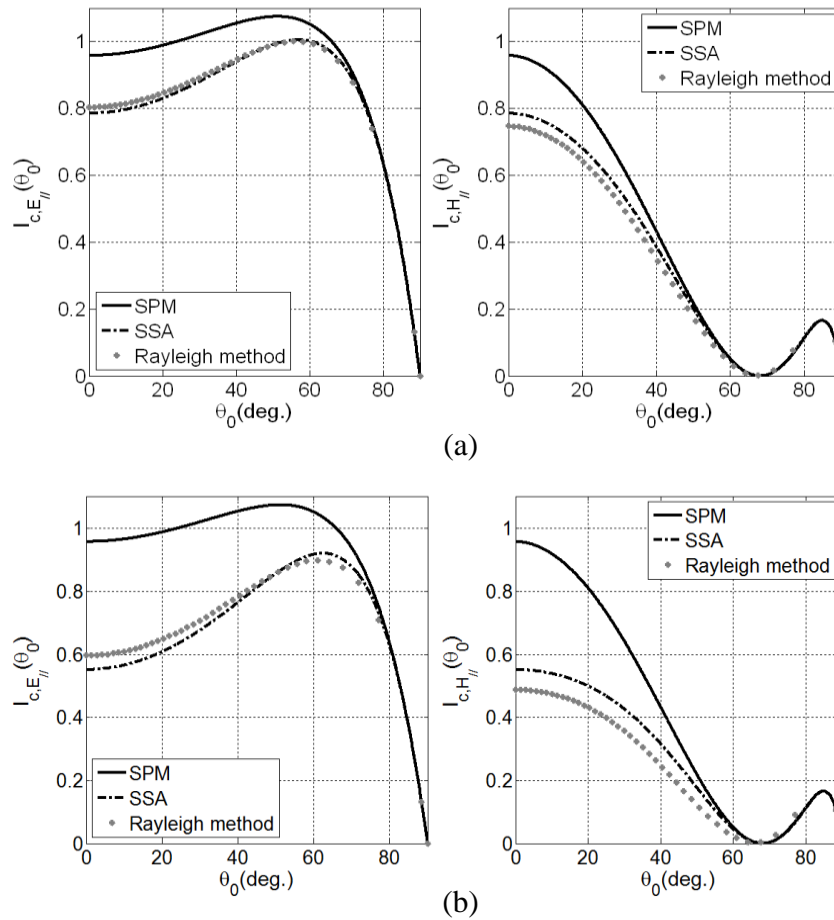 I_{c,E_{//}}(θ_0)
1
0.8
0.6
0.4
0.2
0
SPM
SSA
Rayleigh method
0 20 40 60 80
θ_0(deg.)
I_{c,H_{//}}(θ_0)
1
0.8
0.6
0.4
0.2
0
SPM
SSA
Rayleigh method
0 20 40 60 80
θ_0(deg.)
(a)
I_{c,E_{//}}(θ_0)
1
0.8
0.6
0.4
0.2
0
SPM
SSA
Rayleigh method
0 20 40 60 80
θ_0(deg.)
I_{c,H_{//}}(θ_0)
1
0.8
0.6
0.4
0.2
0
SPM
SSA
Rayleigh method
0 20 40 60 80
θ_0(deg.)
(b)